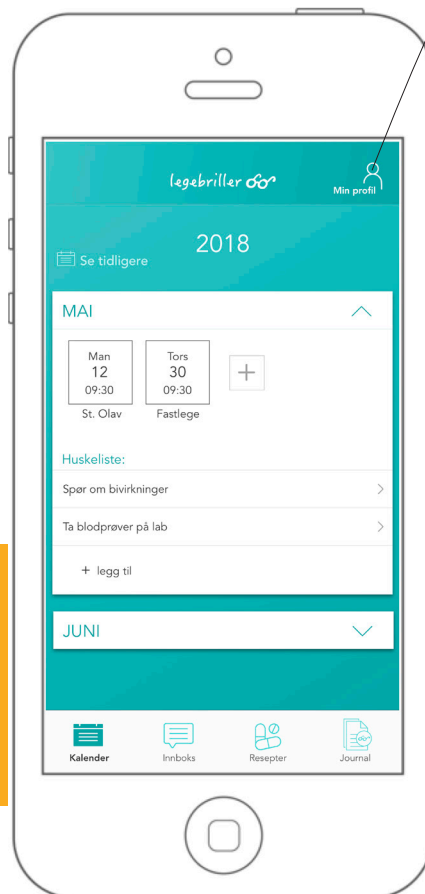 legebriller
Min profil
2018
Se tidligere
MAI
Man
12
09:30
St. Olav
Tors
30
09:30
Fastlege
+
Huskeliste:
Spør om bivirkninger
Ta blodprøver på lab
+ legg til
JUNI
Kalender
Innboks
Resepter
Journal